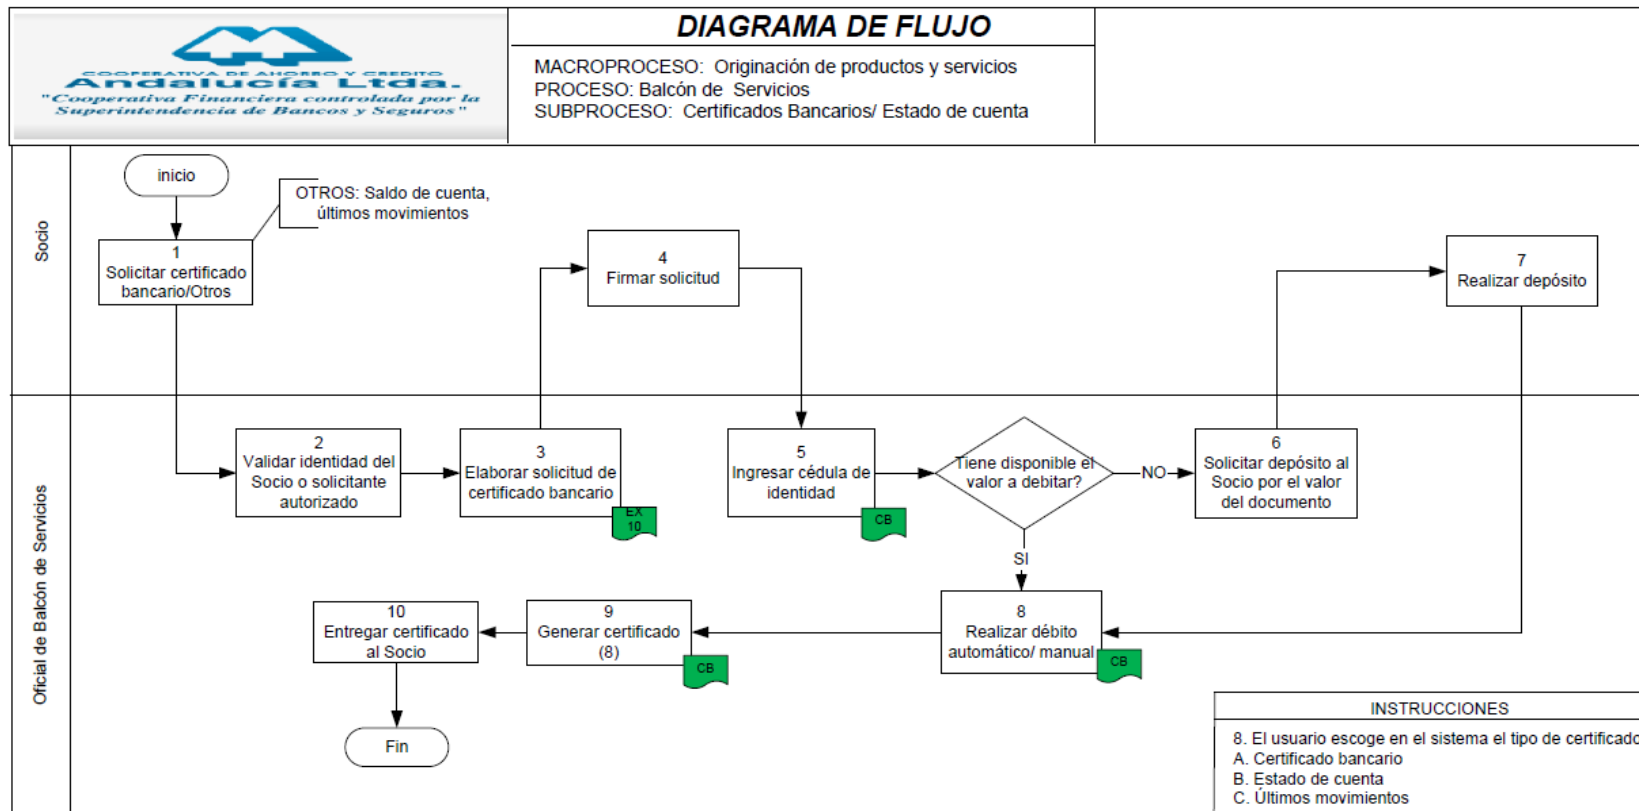 COOPERATIVA DE AHORRO Y CREDITO
Andalucía Ltda.
"Cooperativa Financiera controlada por la
Superintendencia de Bancos y Seguros"
DIAGRAMA DE FLUJO
MACROPROCESO: Originación de productos y servicios
PROCESO: Balcón de Servicios
SUBPROCESO: Certificados Bancarios/ Estado de cuenta
Socio
inicio
OTROS: Saldo de cuenta,
últimos movimientos
1
Solicitar certificado
bancario/Otros
4
Firmar solicitud
7
Realizar depósito
Oficial de Balcón de Servicios
2
Validar identidad del
Socio o solicitante
autorizado
3
Elaborar solicitud de
certificado bancario
EX
10
5
Ingresar cédula de
identidad
CB
Tiene disponible el
valor a debitar?
NO
6
Solicitar depósito al
Socio por el valor
del documento
SI
10
Entregar certificado
al Socio
9
Generar certificado
(8)
CB
8
Realizar débito
automático/ manual
CB
Fin
INSTRUCCIONES
8. El usuario escoge en el sistema el tipo de certificado
A. Certificado bancario
B. Estado de cuenta
C. Últimos movimientos